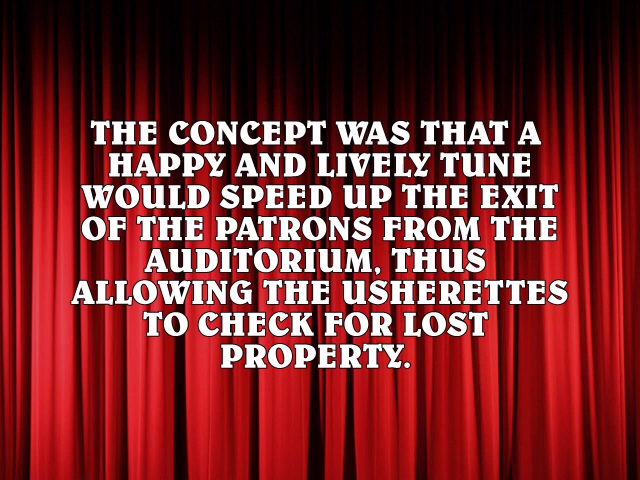 THE CONCEPT WAS THAT A
HAPPY AND LIVELY TUNE
WOULD SPEED UP THE EXIT
OF THE PATRONS FROM THE
AUDITORIUM, THUS
ALLOWING THE USHERETTES
TO CHECK FOR LOST
PROPERTY.